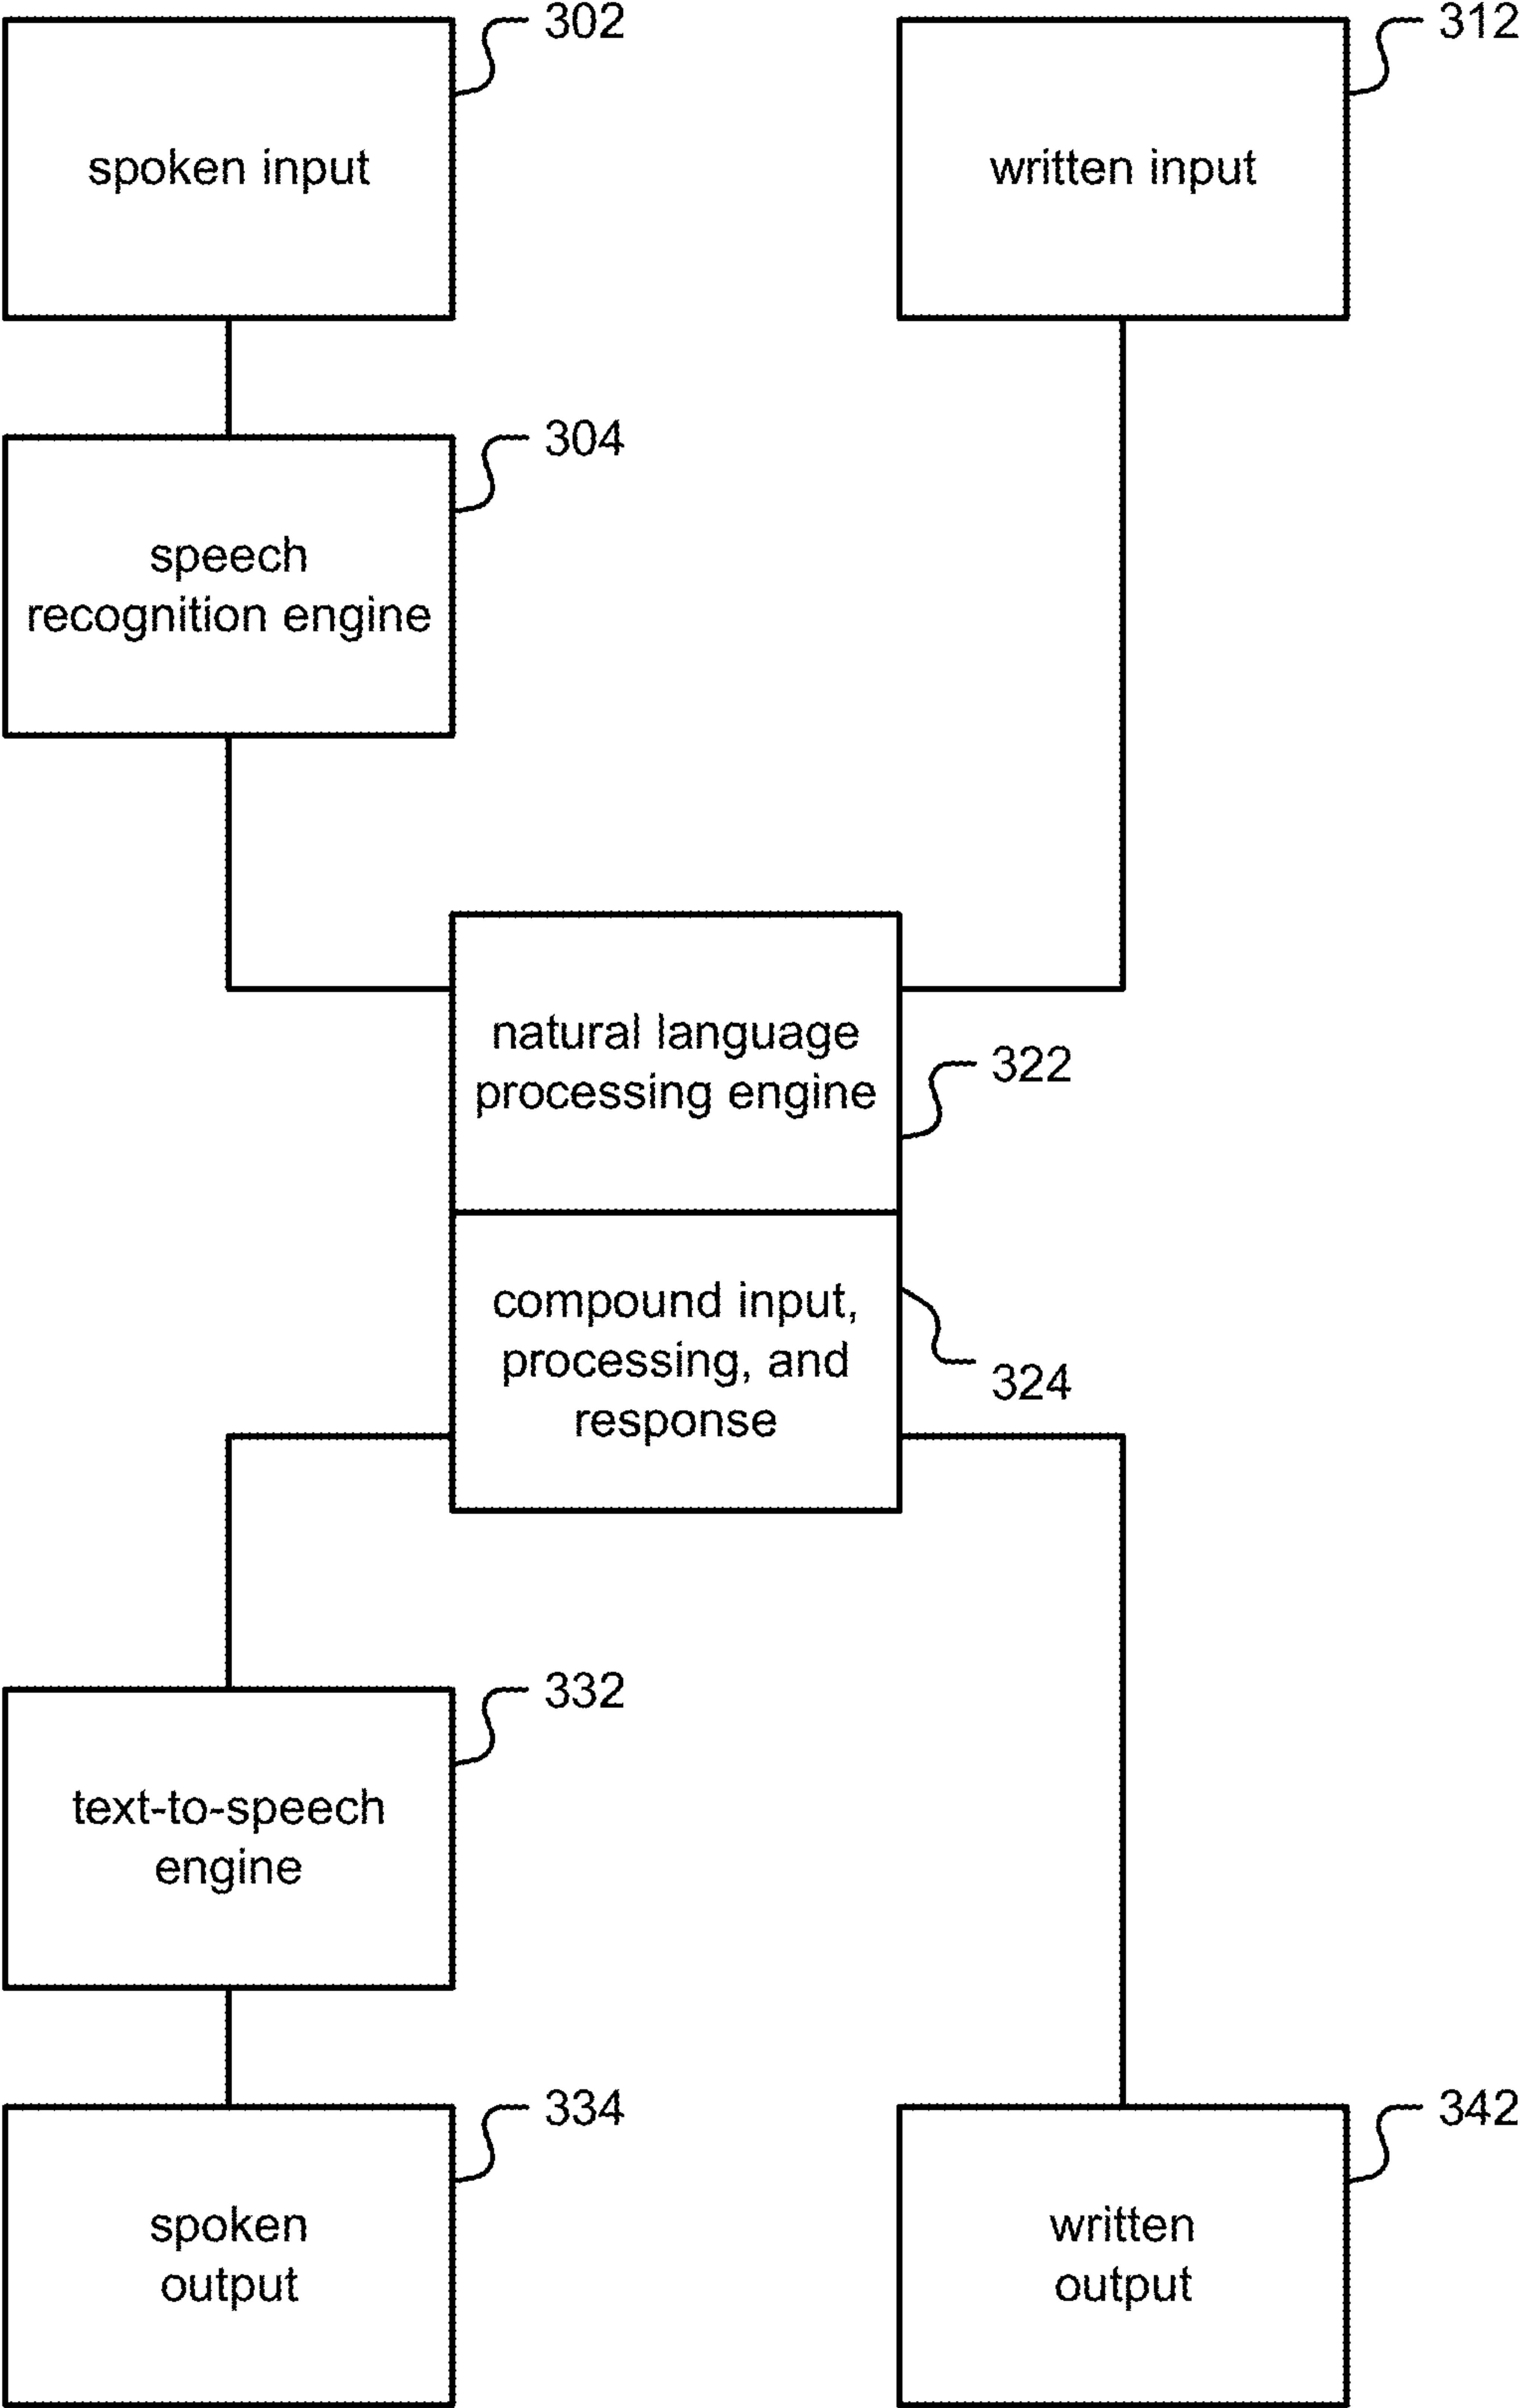 302
312
spoken input
written input
304
speech
recognition engine
natural language
processing engine
322
compound input,
processing, and
response
324
332
text-to-speech
engine
334
342
spoken
output
written
output